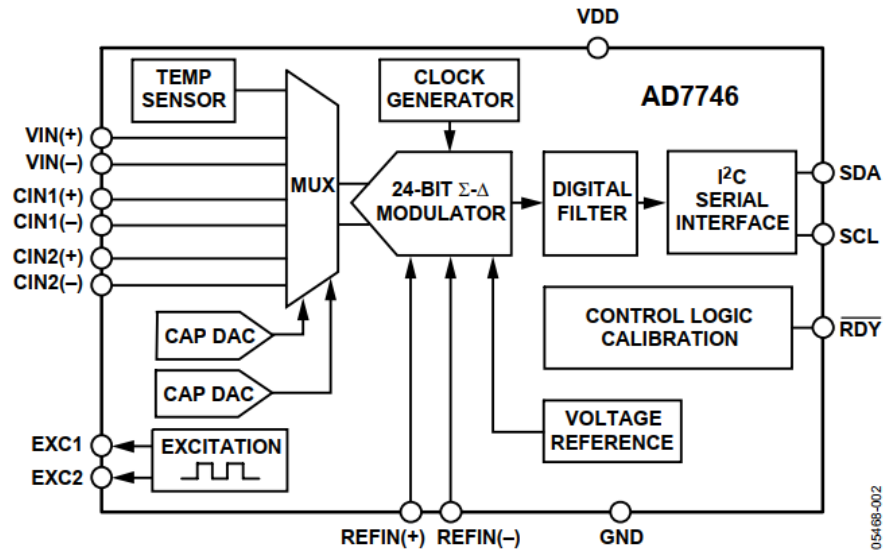 VDD
TEMP
SENSOR
CLOCK
GENERATOR
AD7746
VIN(+)
VIN(–)
CIN1(+)
CIN1(–)
CIN2(+)
CIN2(–)
MUX
24-BIT Σ-Δ
MODULATOR
DIGITAL
FILTER
I²C
SERIAL
INTERFACE
SDA
SCL
CAP DAC
CAP DAC
CONTROL LOGIC
CALIBRATION
R̅D̅Y̅
EXC1
EXC2
EXCITATION
VOLTAGE
REFERENCE
REFIN(+)
REFIN(–)
GND
05468-002